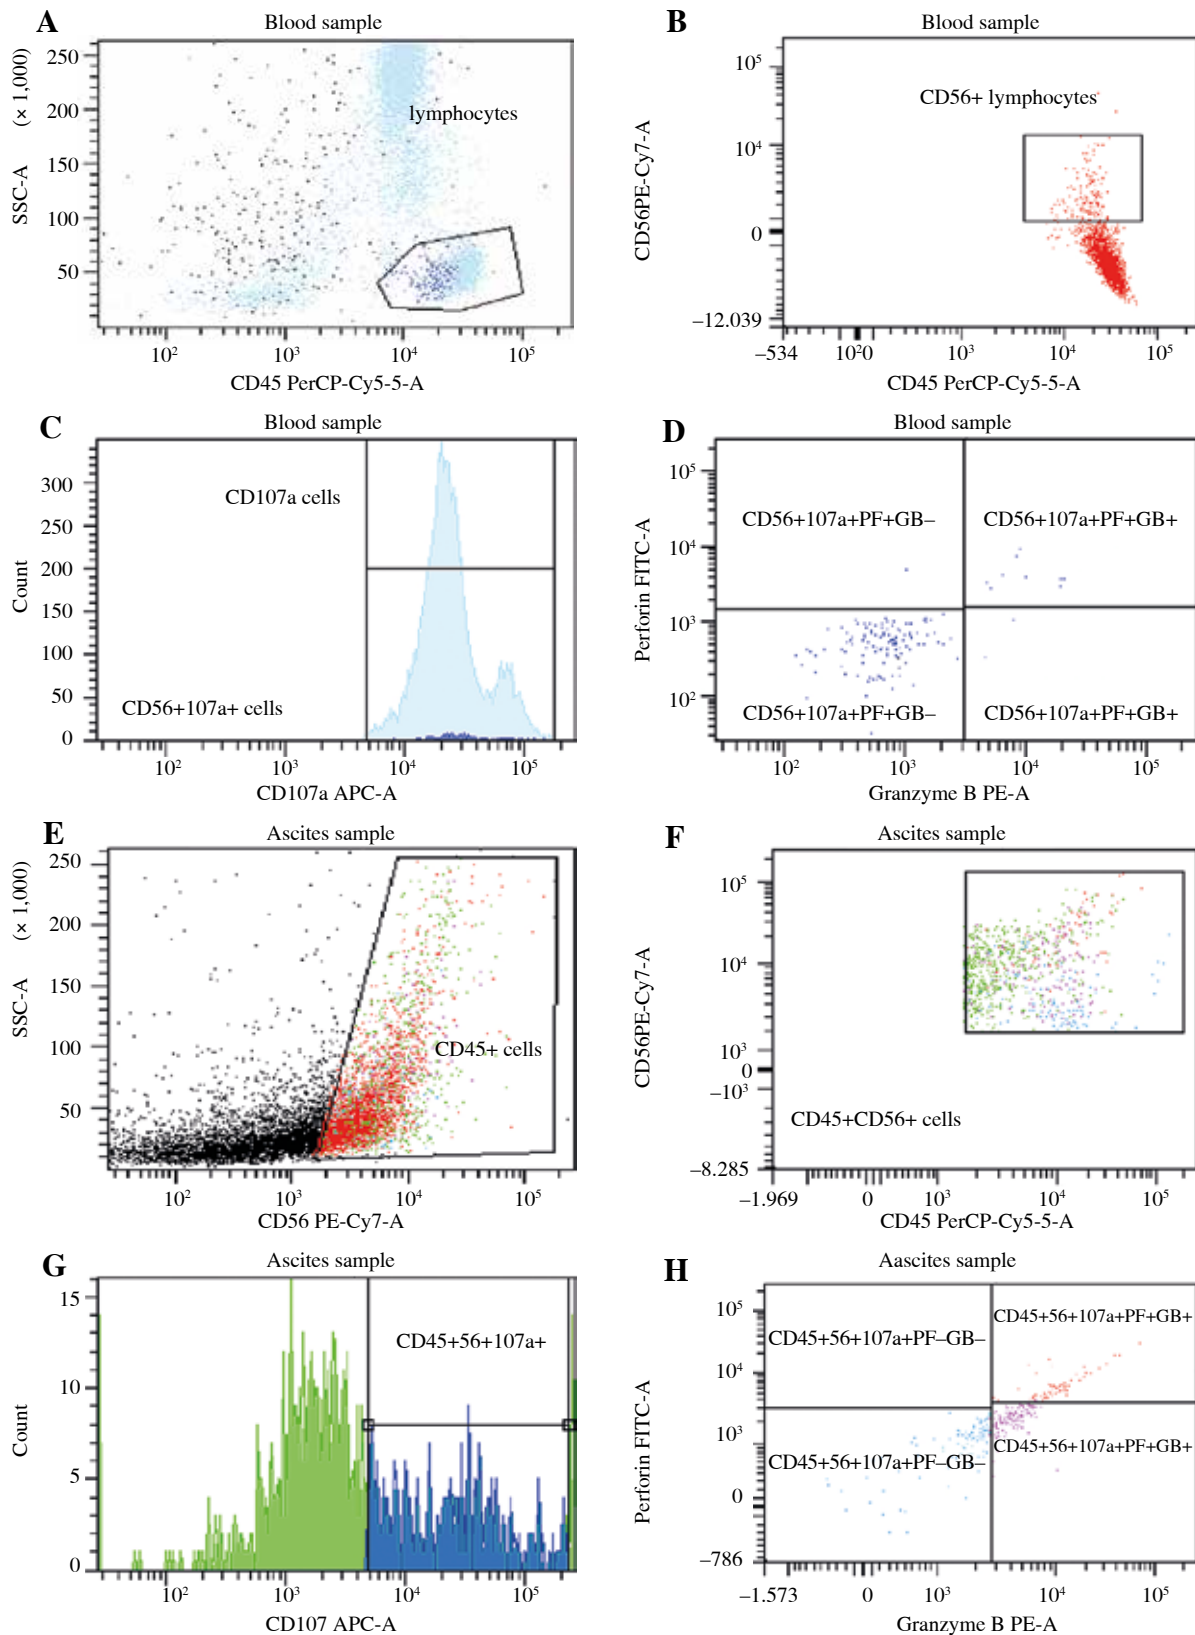 A
Blood sample
SSC-A (× 1,000)
250
200
150
100
50
lymphocytes
10² 10³ 10⁴ 10⁵
CD45 PerCP-Cy5-5-A
B
Blood sample
CD56PE-Cy7-A
10⁵
10⁴
0
−12.039
CD56+ lymphocytes
−534 10²0 10³ 10⁴ 10⁵
CD45 PerCP-Cy5-5-A
C
Blood sample
Count
300
250
200
150
100
50
0
CD107a cells
CD56+107a+ cells
10² 10³ 10⁴ 10⁵
CD107a APC-A
D
Blood sample
Perforin FITC-A
10⁵
10⁴
10³
10²
CD56+107a+PF+GB− CD56+107a+PF+GB+
CD56+107a+PF+GB− CD56+107a+PF+GB+
10² 10³ 10⁴ 10⁵
Granzyme B PE-A
E
Ascites sample
SSC-A (× 1,000)
250
200
150
100
50
CD45+ cells
10² 10³ 10⁴ 10⁵
CD56 PE-Cy7-A
F
Ascites sample
CD56PE-Cy7-A
10⁵
10⁴
10³
0
−10³
−8.285
CD45+CD56+ cells
−1.969 0 0 10³ 10⁴ 10⁵
CD45 PerCP-Cy5-5-A
G
Ascites sample
Count
15
10
5
0
CD45+56+107a+
10² 10³ 10⁴ 10⁵
CD107 APC-A
H
Aascites sample
Perforin FITC-A
10⁵
10⁴
10³
0
−786
CD45+56+107a+PF−GB− CD45+56+107a+PF+GB+
CD45+56+107a+PF−GB− CD45+56+107a+PF+GB+
−1.573 0 10³ 10⁴ 10⁵
Granzyme B PE-A